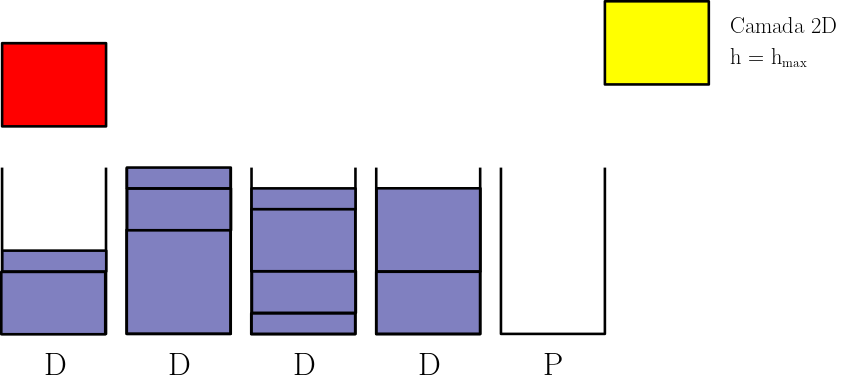 Camada 2D
h = hmax
D D D D P